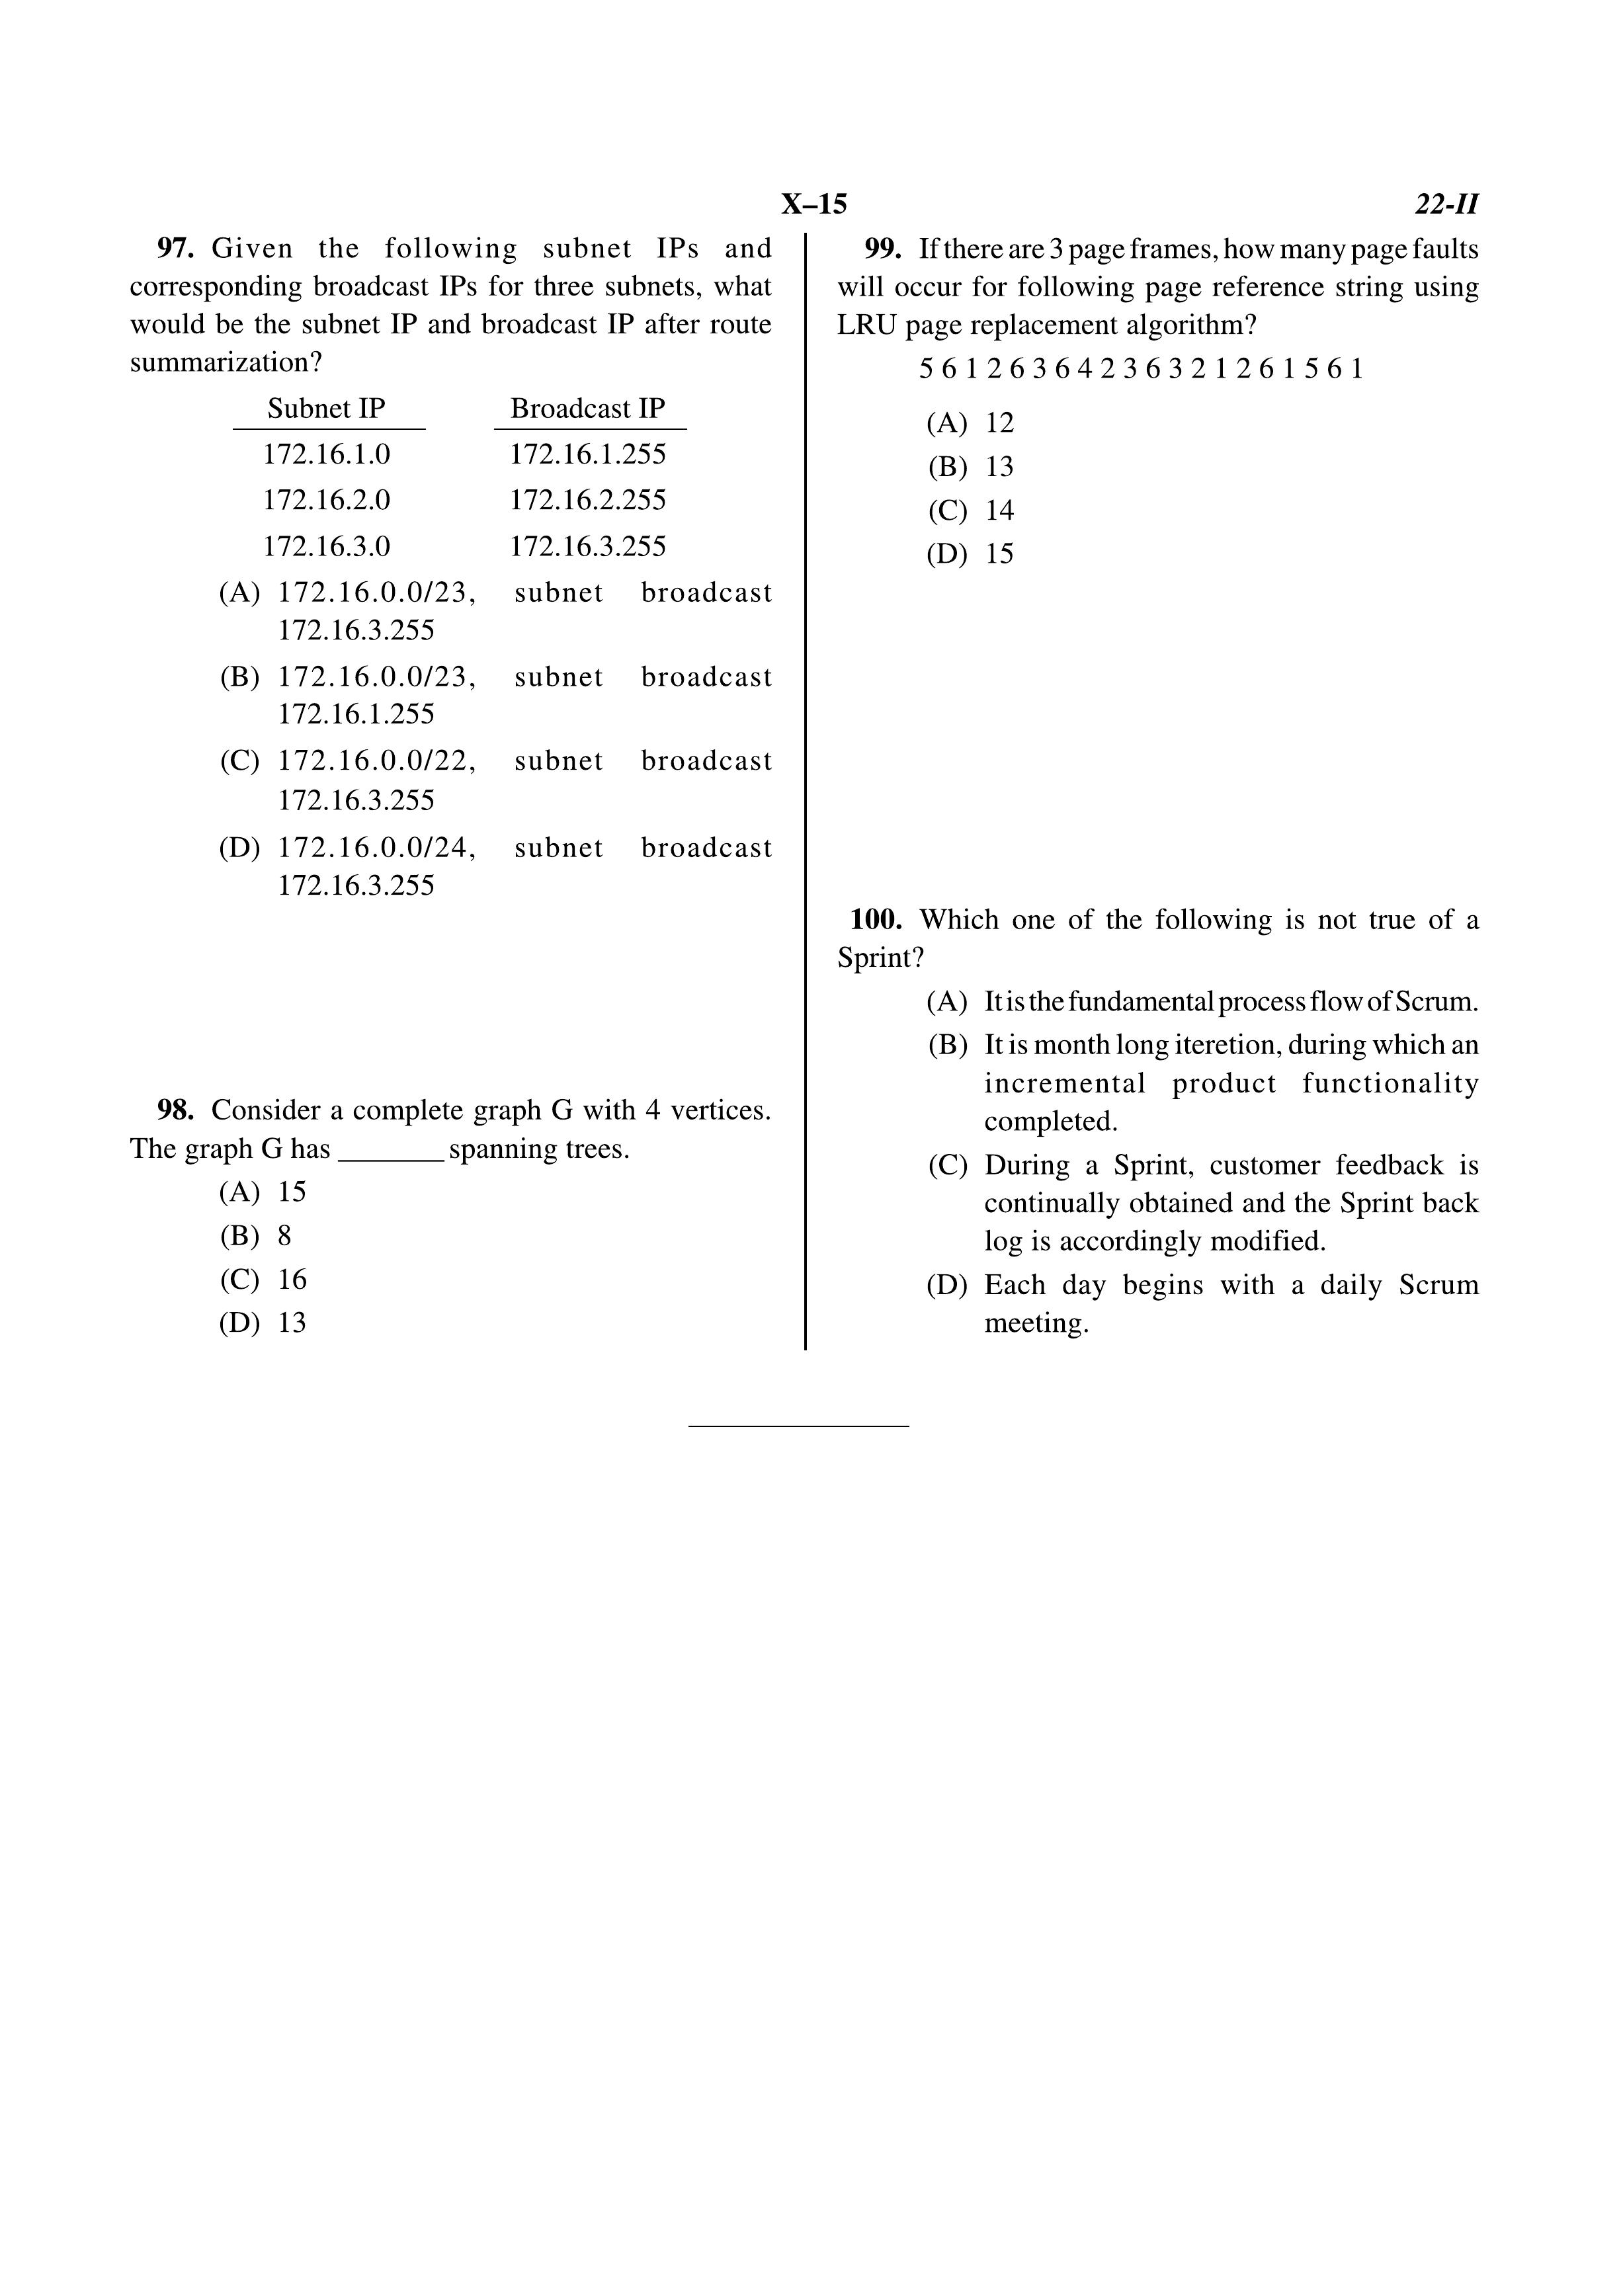 X–15
22-II
97. Given the following subnet IPs and
corresponding broadcast IPs for three subnets, what
would be the subnet IP and broadcast IP after route
summarization?
Subnet IP Broadcast IP
172.16.1.0 172.16.1.255
172.16.2.0 172.16.2.255
172.16.3.0 172.16.3.255
(A) 172.16.0.0/23, subnet broadcast
172.16.3.255
(B) 172.16.0.0/23, subnet broadcast
172.16.1.255
(C) 172.16.0.0/22, subnet broadcast
172.16.3.255
(D) 172.16.0.0/24, subnet broadcast
172.16.3.255
98. Consider a complete graph G with 4 vertices.
The graph G has ________ spanning trees.
(A) 15
(B) 8
(C) 16
(D) 13
99. If there are 3 page frames, how many page faults
will occur for following page reference string using
LRU page replacement algorithm?
5 6 1 2 6 3 6 4 2 3 6 3 2 1 2 6 1 5 6 1
(A) 12
(B) 13
(C) 14
(D) 15
100. Which one of the following is not true of a
Sprint?
(A) It is the fundamental process flow of Scrum.
(B) It is month long iteretion, during which an
incremental product functionality
completed.
(C) During a Sprint, customer feedback is
continually obtained and the Sprint back
log is accordingly modified.
(D) Each day begins with a daily Scrum
meeting.